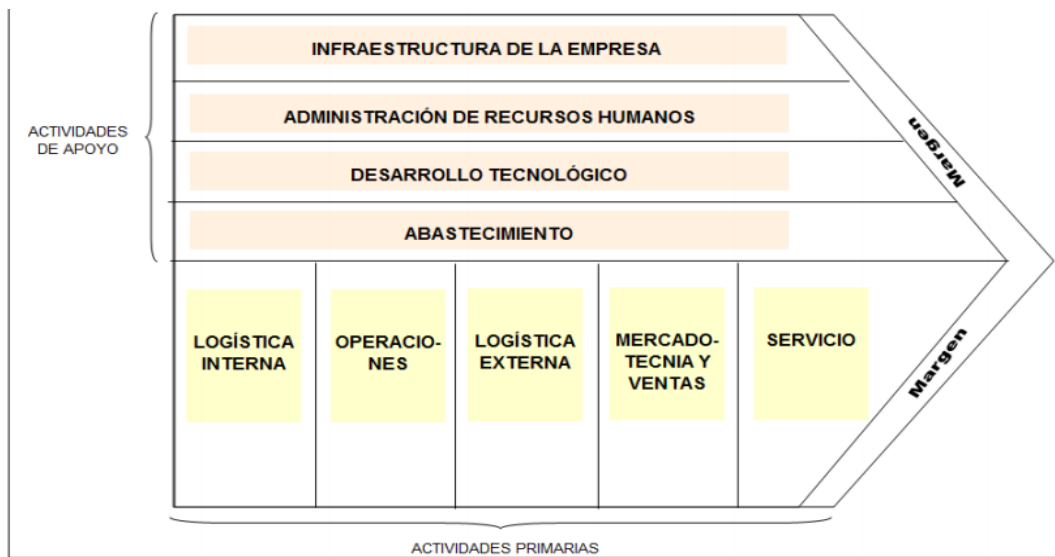 INFRAESTRUCTURA DE LA EMPRESA
ADMINISTRACIÓN DE RECURSOS HUMANOS
ACTIVIDADES
DE APOYO
DESARROLLO TECNOLÓGICO
ABASTECIMIENTO
Margen
LOGÍSTICA
INTERNA
OPERACIO-
NES
LOGÍSTICA
EXTERNA
MERCADO-
TECNIA Y
VENTAS
SERVICIO
Margen
ACTIVIDADES PRIMARIAS